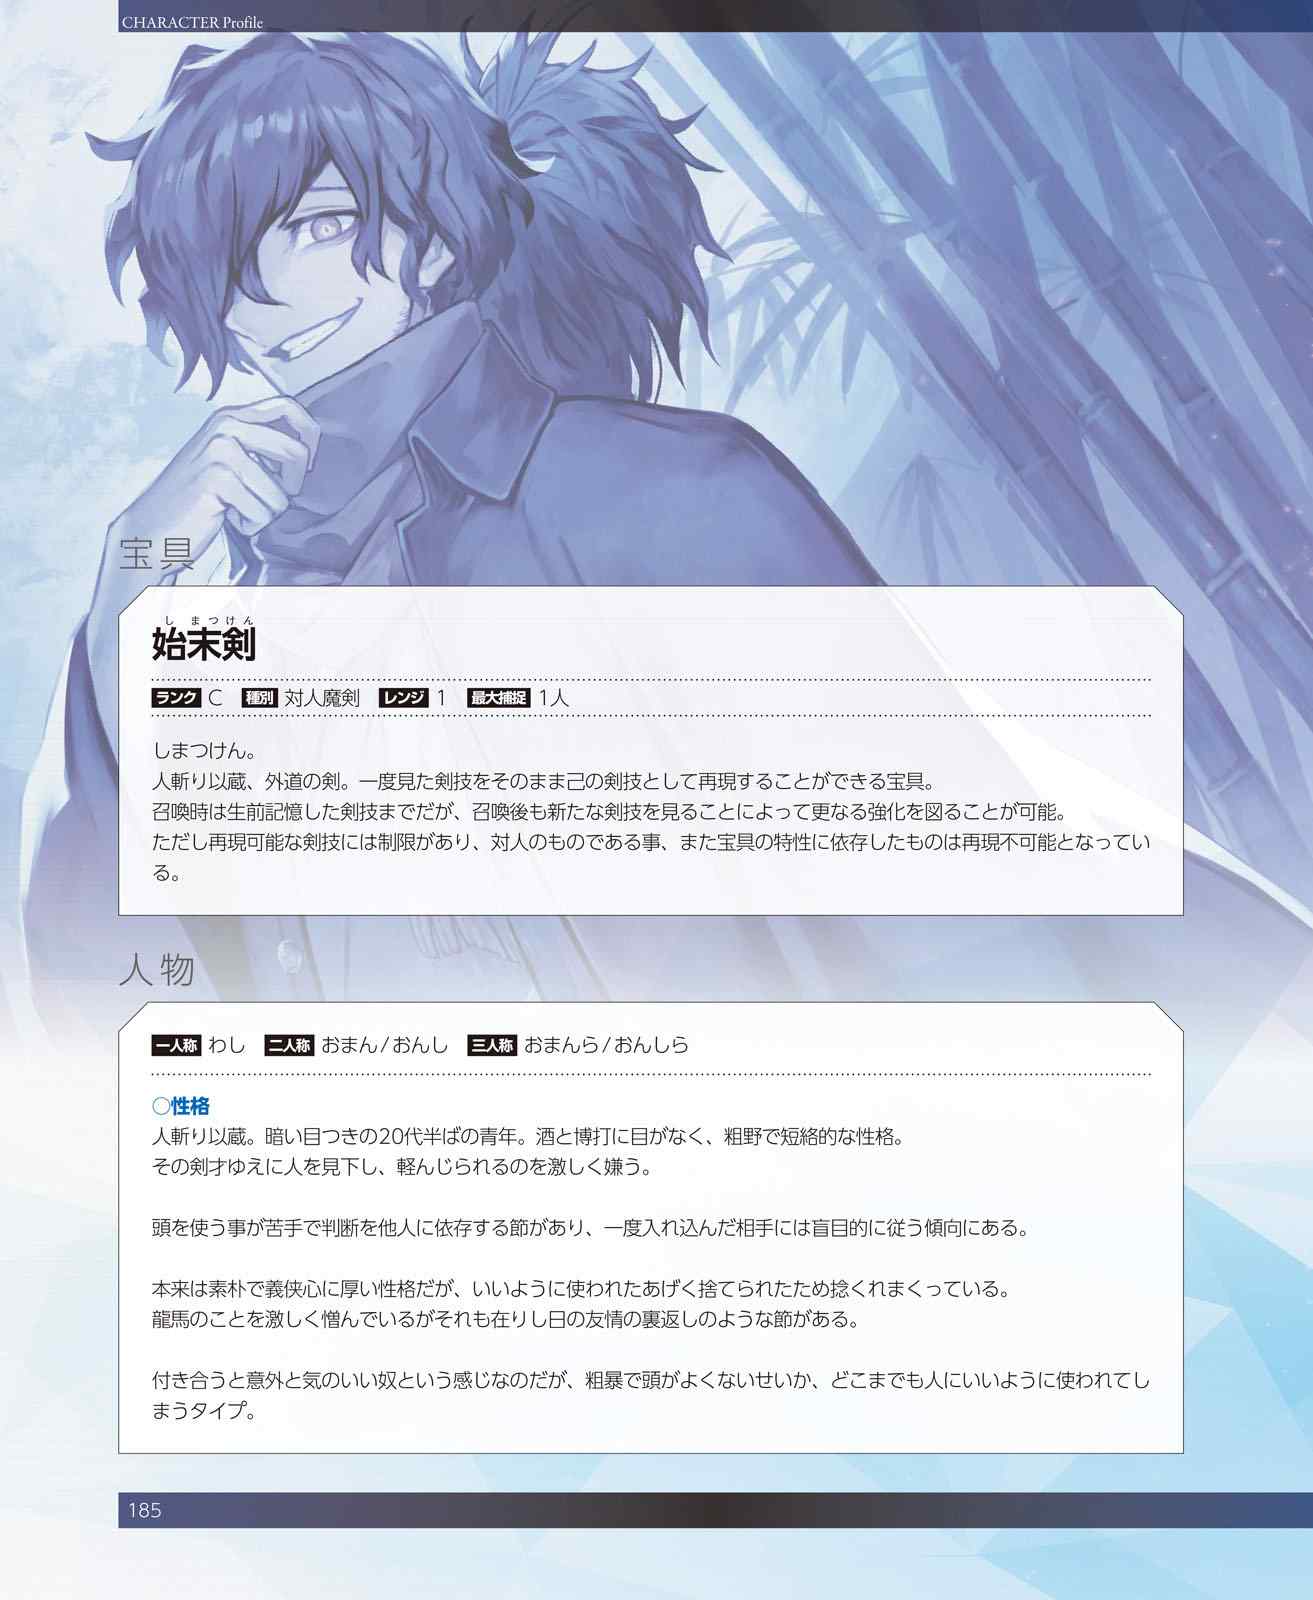 CHARACTER Profile
宝具
しまつけん
始末剣
ランク C 種別 対人魔剣 レンジ 1 最大捕捉 1人
しまつけん。
人斬り以蔵、外道の剣。一度見た剣技をそのまま己の剣技として再現することができる宝具。
召喚時は生前記憶した剣技までだが、召喚後も新たな剣技を見ることによって更なる強化を図ることが可能。
ただし再現可能な剣技には制限があり、対人のものである事、また宝具の特性に依存したものは再現不可能となってい
る。
人物
一人称 わし 二人称 おまん/おんし 三人称 おまんら/おんしら
○性格
人斬り以蔵。暗い目つきの20代半ばの青年。酒と博打に目がなく、粗野で短絡的な性格。
その剣才ゆえに人を見下し、軽んじられるのを激しく嫌う。
頭を使う事が苦手で判断を他人に依存する節があり、一度入れ込んだ相手には盲目的に従う傾向にある。
本来は素朴で義侠心に厚い性格だが、いいように使われたあげく捨てられたため捻くれまくっている。
龍馬のことを激しく憎んでいるがそれも在りし日の友情の裏返しのような節がある。
付き合うと意外と気のいい奴という感じなのだが、粗暴で頭がよくないせいか、どこまでも人にいいように使われてし
まうタイプ。
185